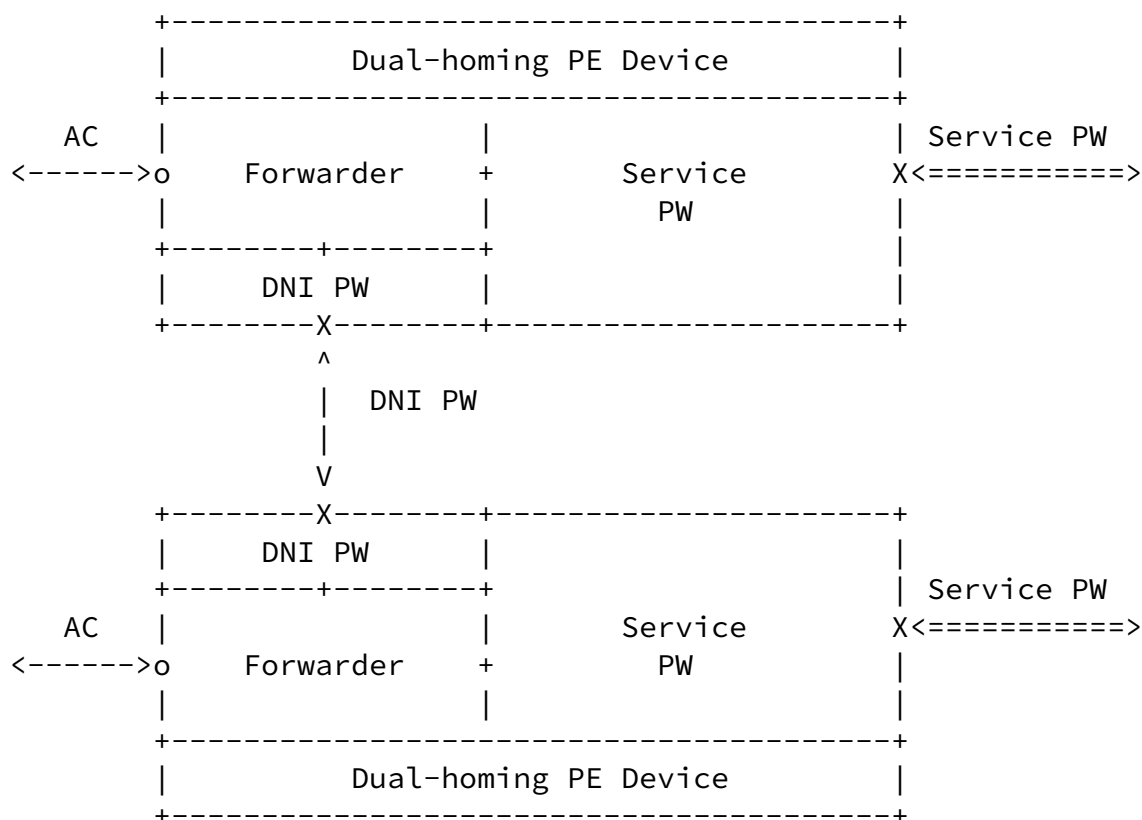 Dual-homing PE Device
AC Service PW
Forwarder Service
PW
DNI PW
DNI PW
DNI PW
Service PW
AC Service
Forwarder PW
Dual-homing PE Device